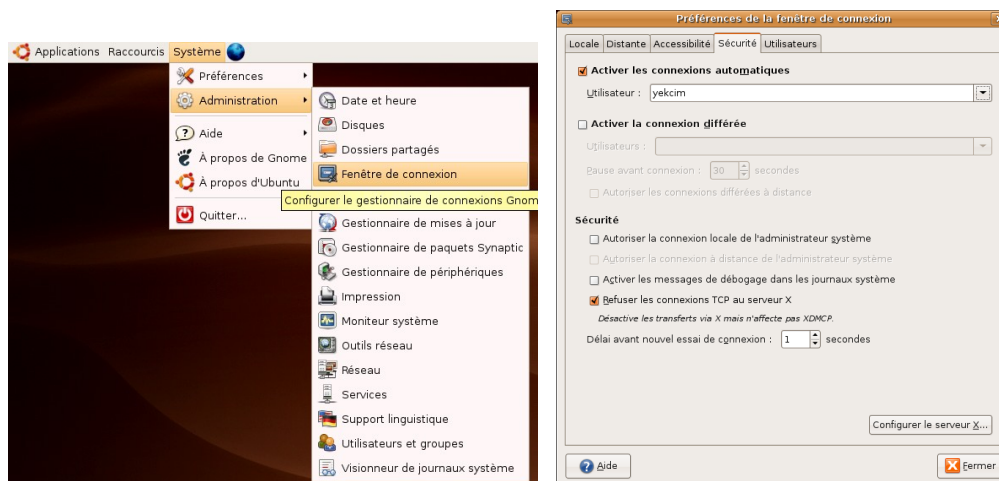 Applications Raccourcis Système
Préférences
Administration
Aide
À propos de Gnome
À propos d'Ubuntu
Quitter...
Date et heure
Disques
Dossiers partagés
Fenêtre de connexion
Configurer le gestionnaire de connexions Gnom
Gestionnaire de mises à jour
Gestionnaire de paquets Synaptic
Gestionnaire de périphériques
Impression
Moniteur système
Outils réseau
Réseau
Services
Support linguistique
Utilisateurs et groupes
Visionneur de journaux système
Préférences de la fenêtre de connexion
Locale Distante Accessibilité Sécurité Utilisateurs
Activer les connexions automatiques
Utilisateur : yekcim
Activer la connexion différée
Utilisateurs :
Pause avant connexion : 30 secondes
Autoriser les connexions différées à distance
Sécurité
Autoriser la connexion locale de l'administrateur système
Autoriser la connexion à distance de l'administrateur système
Activer les messages de débogage dans les journaux système
Refuser les connexions TCP au serveur X
Désactive les transferts via X mais n'affecte pas XDMCP.
Délai avant nouvel essai de connexion : 1 secondes
Configurer le serveur X...
Aide
Fermer